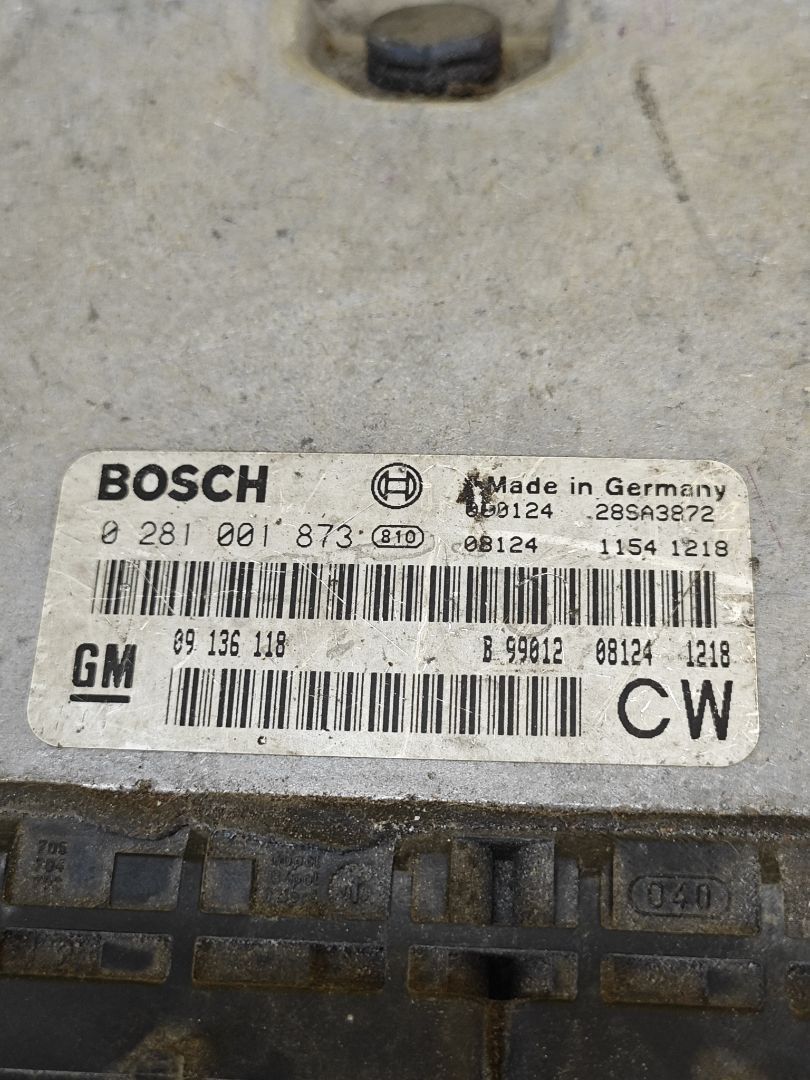 BOSCH Made in Germany
080124 28SA3872
0 281 001 873 810 08124 1154 1218
09 136 118 B 99012 08124 1218
GM CW
040